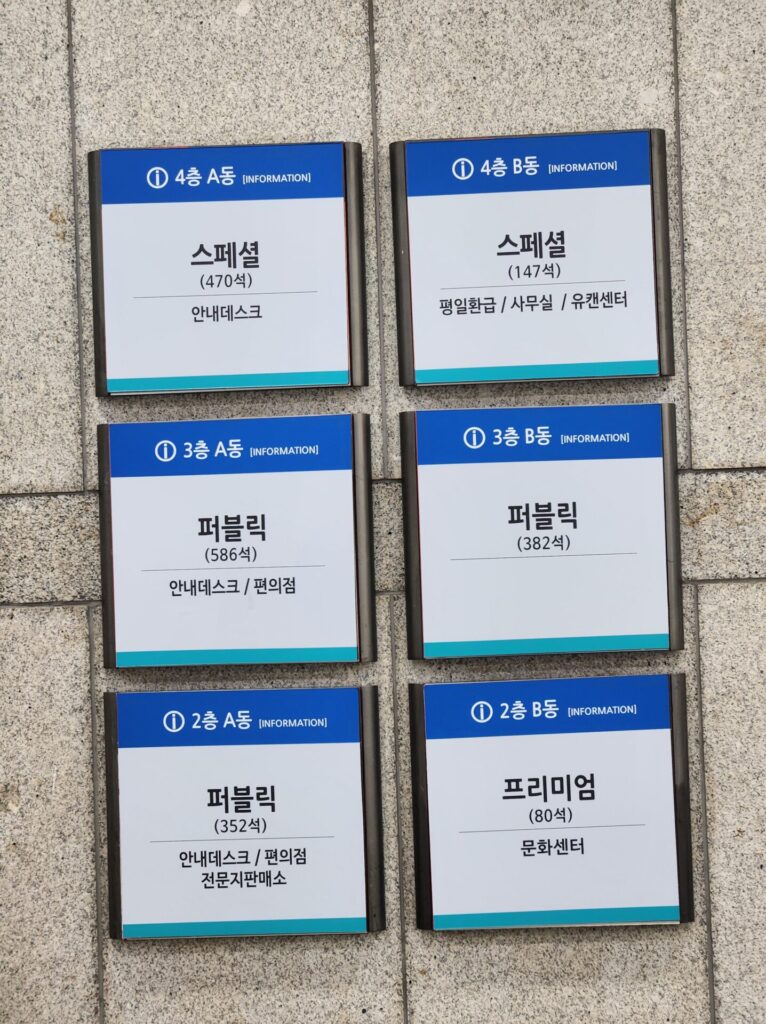 4층 A동 [INFORMATION]
스페셜
(470석)
안내데스크
4층 B동 [INFORMATION]
스페셜
(147석)
평일환급 / 사무실 / 유캔센터
3층 A동 [INFORMATION]
퍼블릭
(586석)
안내데스크 / 편의점
3층 B동 [INFORMATION]
퍼블릭
(382석)
2층 A동 [INFORMATION]
퍼블릭
(352석)
안내데스크 / 편의점
전문지판매소
2층 B동 [INFORMATION]
프리미엄
(80석)
문화센터